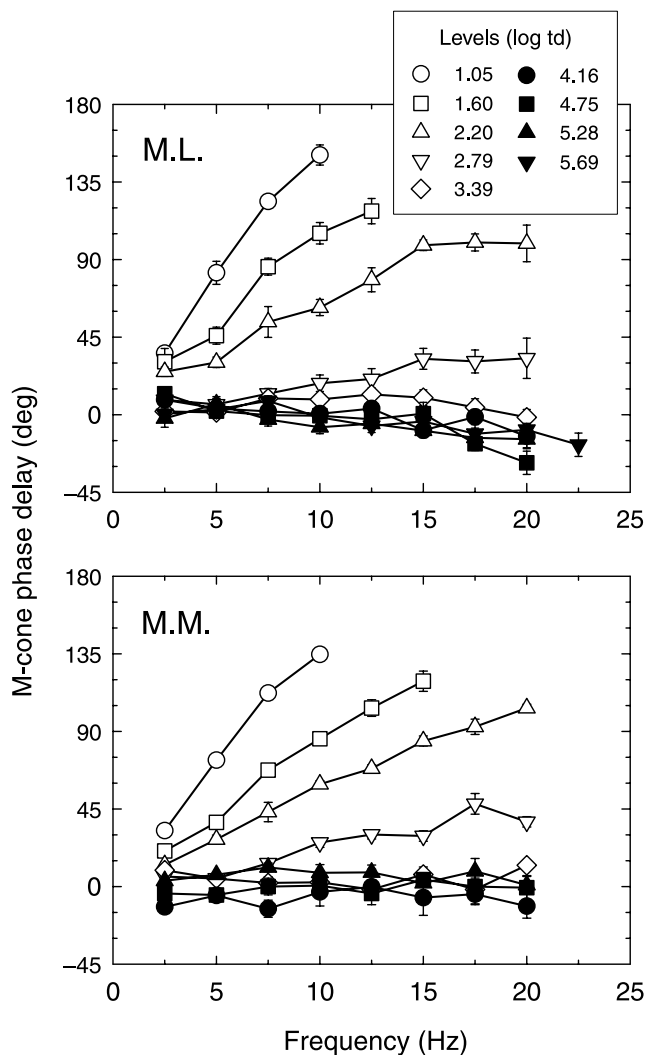 Levels (log td)
1.05 4.16
1.60 4.75
2.20 5.28
2.79 5.69
3.39
M.L.
180
135
90
45
0
−45
0 5 10 15 20 25
M-cone phase delay (deg)
M.M.
180
135
90
45
0
−45
0 5 10 15 20 25
Frequency (Hz)